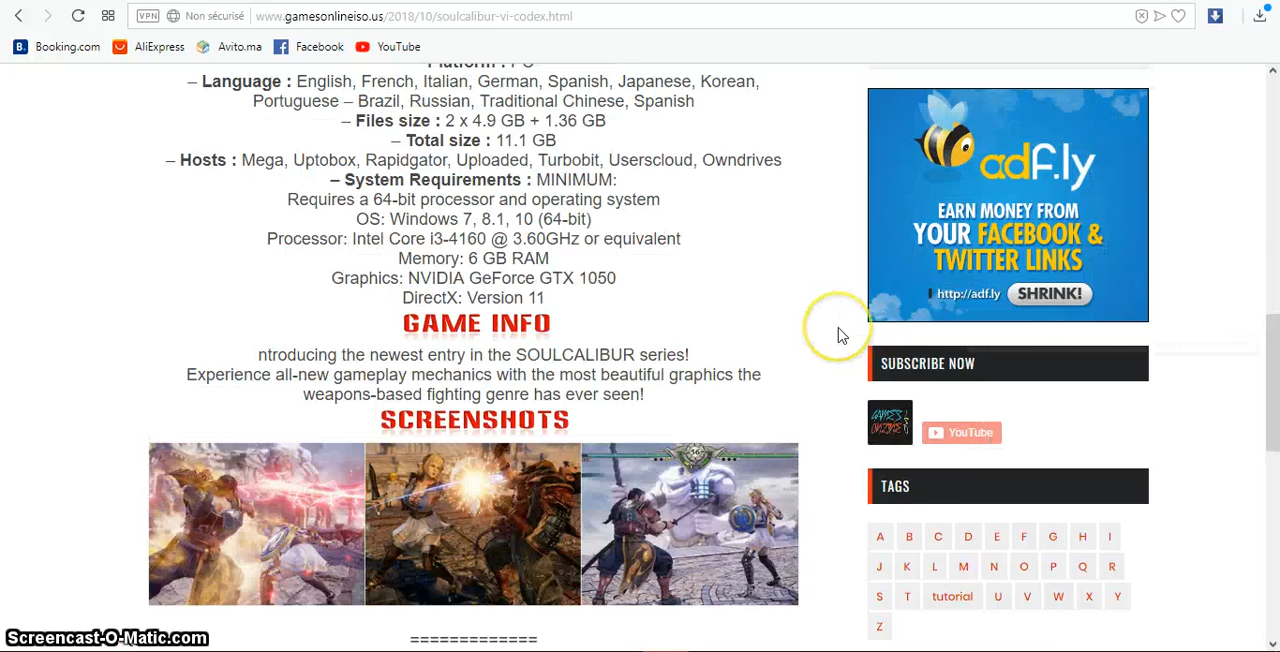 VPN Non sécurisé www.gamesonlineiso.us/2018/10/soulcalibur-vi-codex.html
B. Booking.com AliExpress Avito.ma Facebook YouTube
– Language : English, French, Italian, German, Spanish, Japanese, Korean,
Portuguese – Brazil, Russian, Traditional Chinese, Spanish
– Files size : 2 x 4.9 GB + 1.36 GB
– Total size : 11.1 GB
– Hosts : Mega, Uptobox, Rapidgator, Uploaded, Turbobit, Userscloud, Owndrives
– System Requirements : MINIMUM:
Requires a 64-bit processor and operating system
OS: Windows 7, 8.1, 10 (64-bit)
Processor: Intel Core i3-4160 @ 3.60GHz or equivalent
Memory: 6 GB RAM
Graphics: NVIDIA GeForce GTX 1050
DirectX: Version 11
GAME INFO
ntroducing the newest entry in the SOULCALIBUR series!
Experience all-new gameplay mechanics with the most beautiful graphics the
weapons-based fighting genre has ever seen!
SCREENSHOTS
=============
adf.ly
EARN MONEY FROM
YOUR FACEBOOK &
TWITTER LINKS
http://adf.ly SHRINK!
SUBSCRIBE NOW
GAMES
ONLINE
YouTube
TAGS
A B C D E F G H I
J K L M N O P Q R
S T tutorial U V W X Y
Z
Screencast-O-Matic.com